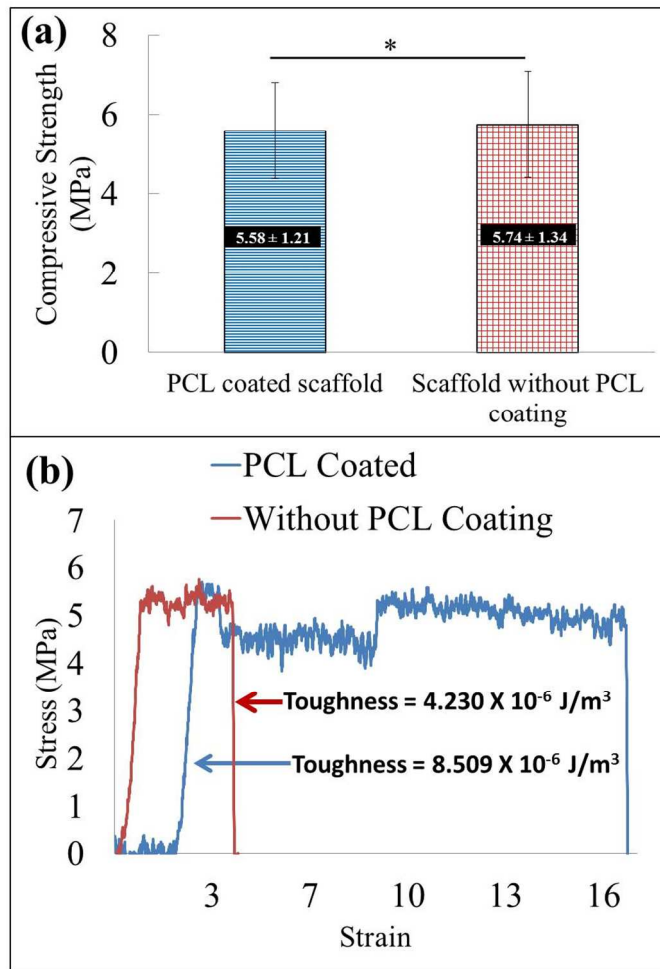 (a)
*
8
6
4
2
0
Compressive Strength
(MPa)
5.58 ± 1.21
5.74 ± 1.34
PCL coated scaffold
Scaffold without PCL
coating
(b)
PCL Coated
Without PCL Coating
7
6
5
4
3
2
1
0
Stress (MPa)
Toughness = 4.230 X 10⁻⁶ J/m³
Toughness = 8.509 X 10⁻⁶ J/m³
3 7 10 13 16
Strain